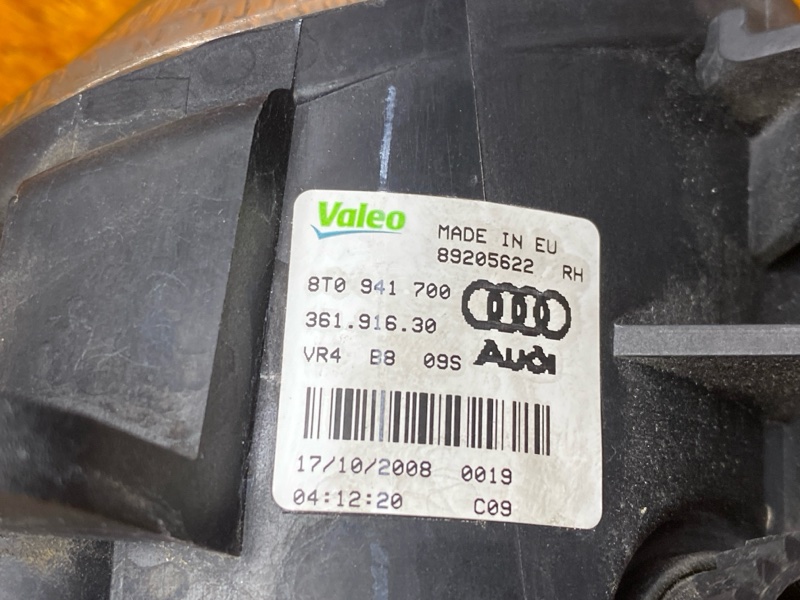 Valeo
MADE IN EU
89205622 RH
8T0 941 700
361.916.30
VR4 B8 09S
Audi
17/10/2008 0019
04:12:20 C09